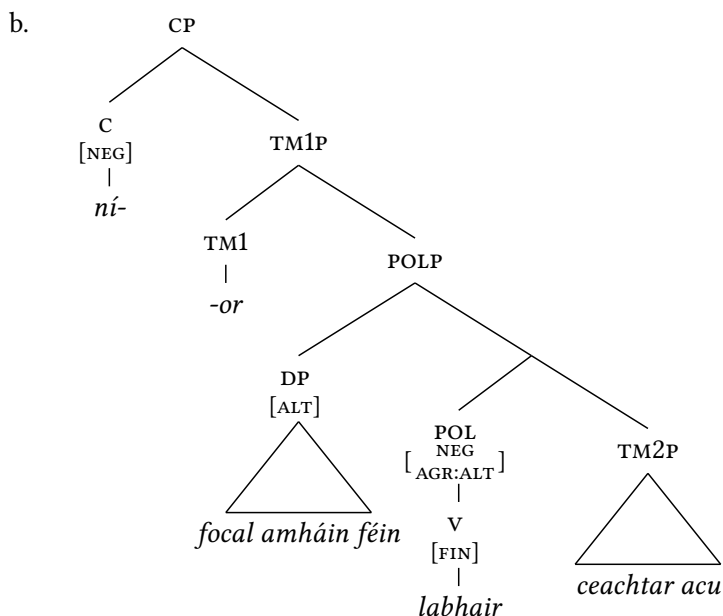 b.
CP
C
[NEG]
ní-
TM1P
TM1
-or
POLP
DP
[ALT]
focal amháin féin
POL
[NEG
AGR:ALT]
V
[FIN]
labhair
TM2P
ceachtar acu